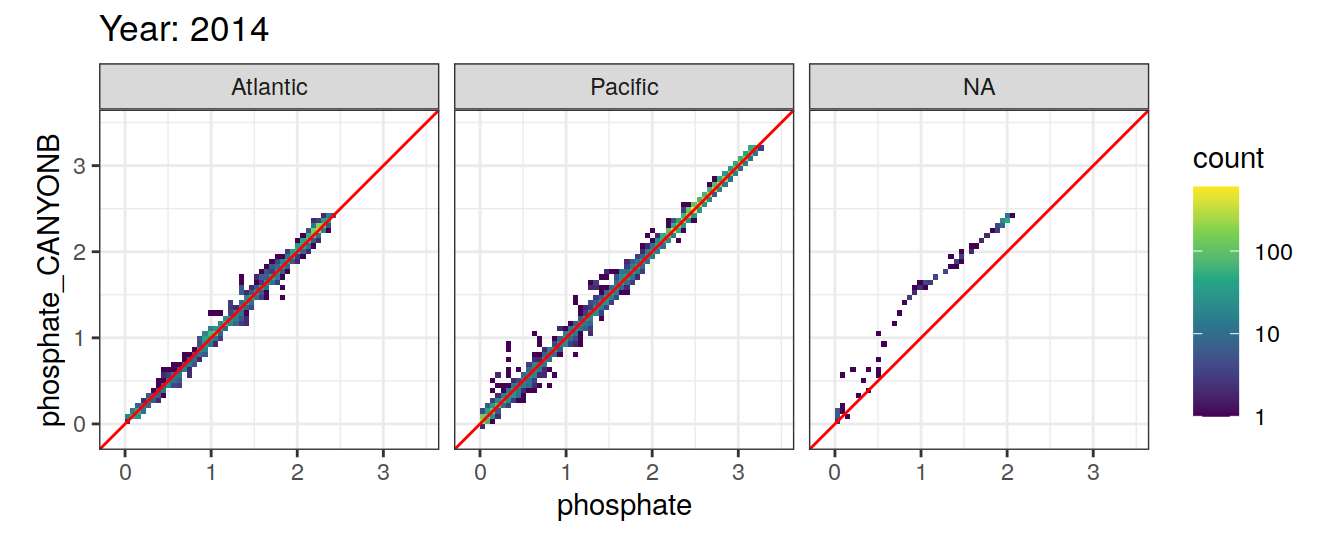 Year: 2014
Atlantic
Pacific
NA
phosphate_CANYONB
3
2
1
0
0 1 2 3
0 1 2 3
0 1 2 3
phosphate
count
100
10
1